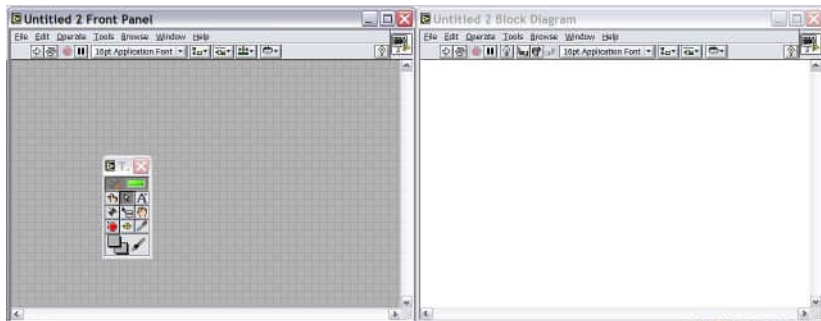 Untitled 2 Front Panel
File Edit Operate Tools Browse Window Help
16pt Application Font
2
T.
A
Untitled 2 Block Diagram
File Edit Operate Tools Browse Window Help
16pt Application Font